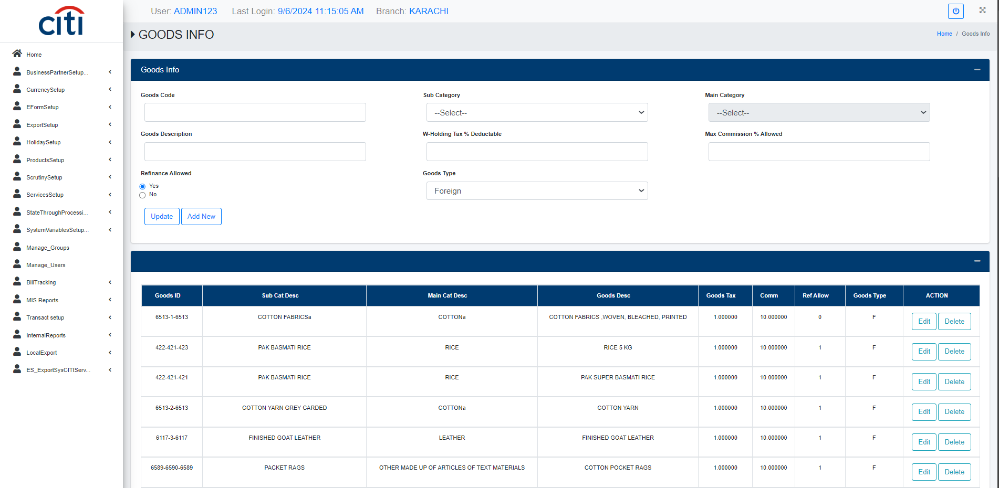 citi
User: ADMIN123 Last Login: 9/6/2024 11:15:05 AM Branch: KARACHI
GOODS INFO
Home / Goods Info
Home
BusinessPartnerSetup...
CurrencySetup
EFormSetup
ExportSetup
HolidaySetup
ProductsSetup
ScrutinySetup
ServicesSetup
StateThroughProcessi...
SystemVariablesSetup...
Manage_Groups
Manage_Users
BillTracking
MIS Reports
Transact setup
InternalReports
LocalExport
ES_ExportSysCITIServ...
Goods Info
Goods Code Sub Category Main Category
--Select-- --Select--
Goods Description W-Holding Tax % Deductable Max Commission % Allowed
Refinance Allowed Goods Type
Yes
No
Foreign
Update Add New
Goods ID Sub Cat Desc Main Cat Desc Goods Desc Goods Tax Comm Ref Allow Goods Type ACTION
6513-1-6513 COTTON FABRICSa COTTONa COTTON FABRICS ,WOVEN, BLEACHED, PRINTED 1.000000 10.000000 0 F Edit Delete
422-421-423 PAK BASMATI RICE RICE RICE 5 KG 1.000000 10.000000 1 F Edit Delete
422-421-421 PAK BASMATI RICE RICE PAK SUPER BASMATI RICE 1.000000 10.000000 1 F Edit Delete
6513-2-6513 COTTON YARN GREY CARDED COTTONa COTTON YARN 1.000000 10.000000 1 F Edit Delete
6117-3-6117 FINISHED GOAT LEATHER LEATHER FINISHED GOAT LEATHER 1.000000 10.000000 1 F Edit Delete
6589-6590-6589 PACKET RAGS OTHER MADE UP OF ARTICLES OF TEXT MATERIALS COTTON POCKET RAGS 1.000000 10.000000 1 F Edit Delete